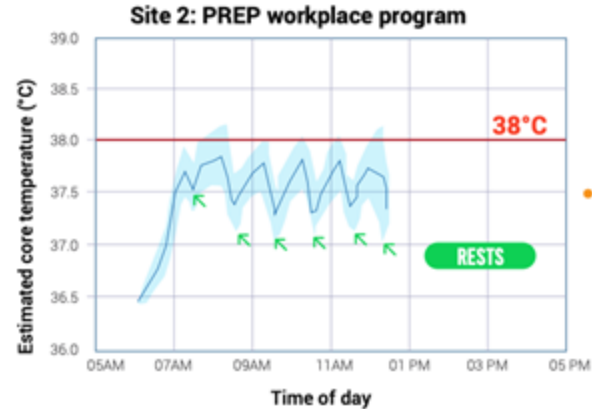 Site 2: PREP workplace program
Estimated core temperature (°C)
39.0
38.5
38.0
37.5
37.0
36.5
36.0
38°C
RESTS
05AM 07AM 09AM 11AM 01 PM 03 PM 05 PM
Time of day